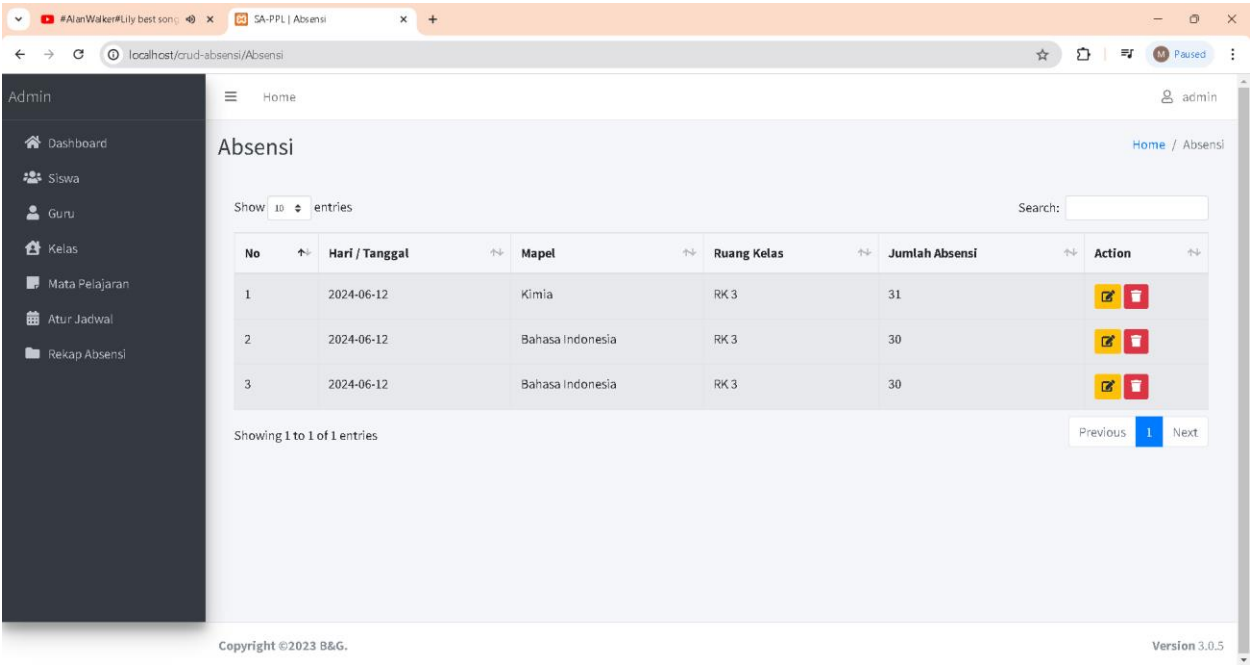 #AlanWalker#Lily best song
SA-PPL | Absensi
localhost/crud-absensi/Absensi
M Paused
Admin
Home
admin
Dashboard
Siswa
Guru
Kelas
Mata Pelajaran
Atur Jadwal
Rekap Absensi
Absensi
Home / Absensi
Show 10 entries
Search:
No Hari / Tanggal Mapel Ruang Kelas Jumlah Absensi Action
1 2024-06-12 Kimia RK 3 31
2 2024-06-12 Bahasa Indonesia RK 3 30
3 2024-06-12 Bahasa Indonesia RK 3 30
Showing 1 to 1 of 1 entries
Previous 1 Next
Copyright ©2023 B&G.
Version 3.0.5